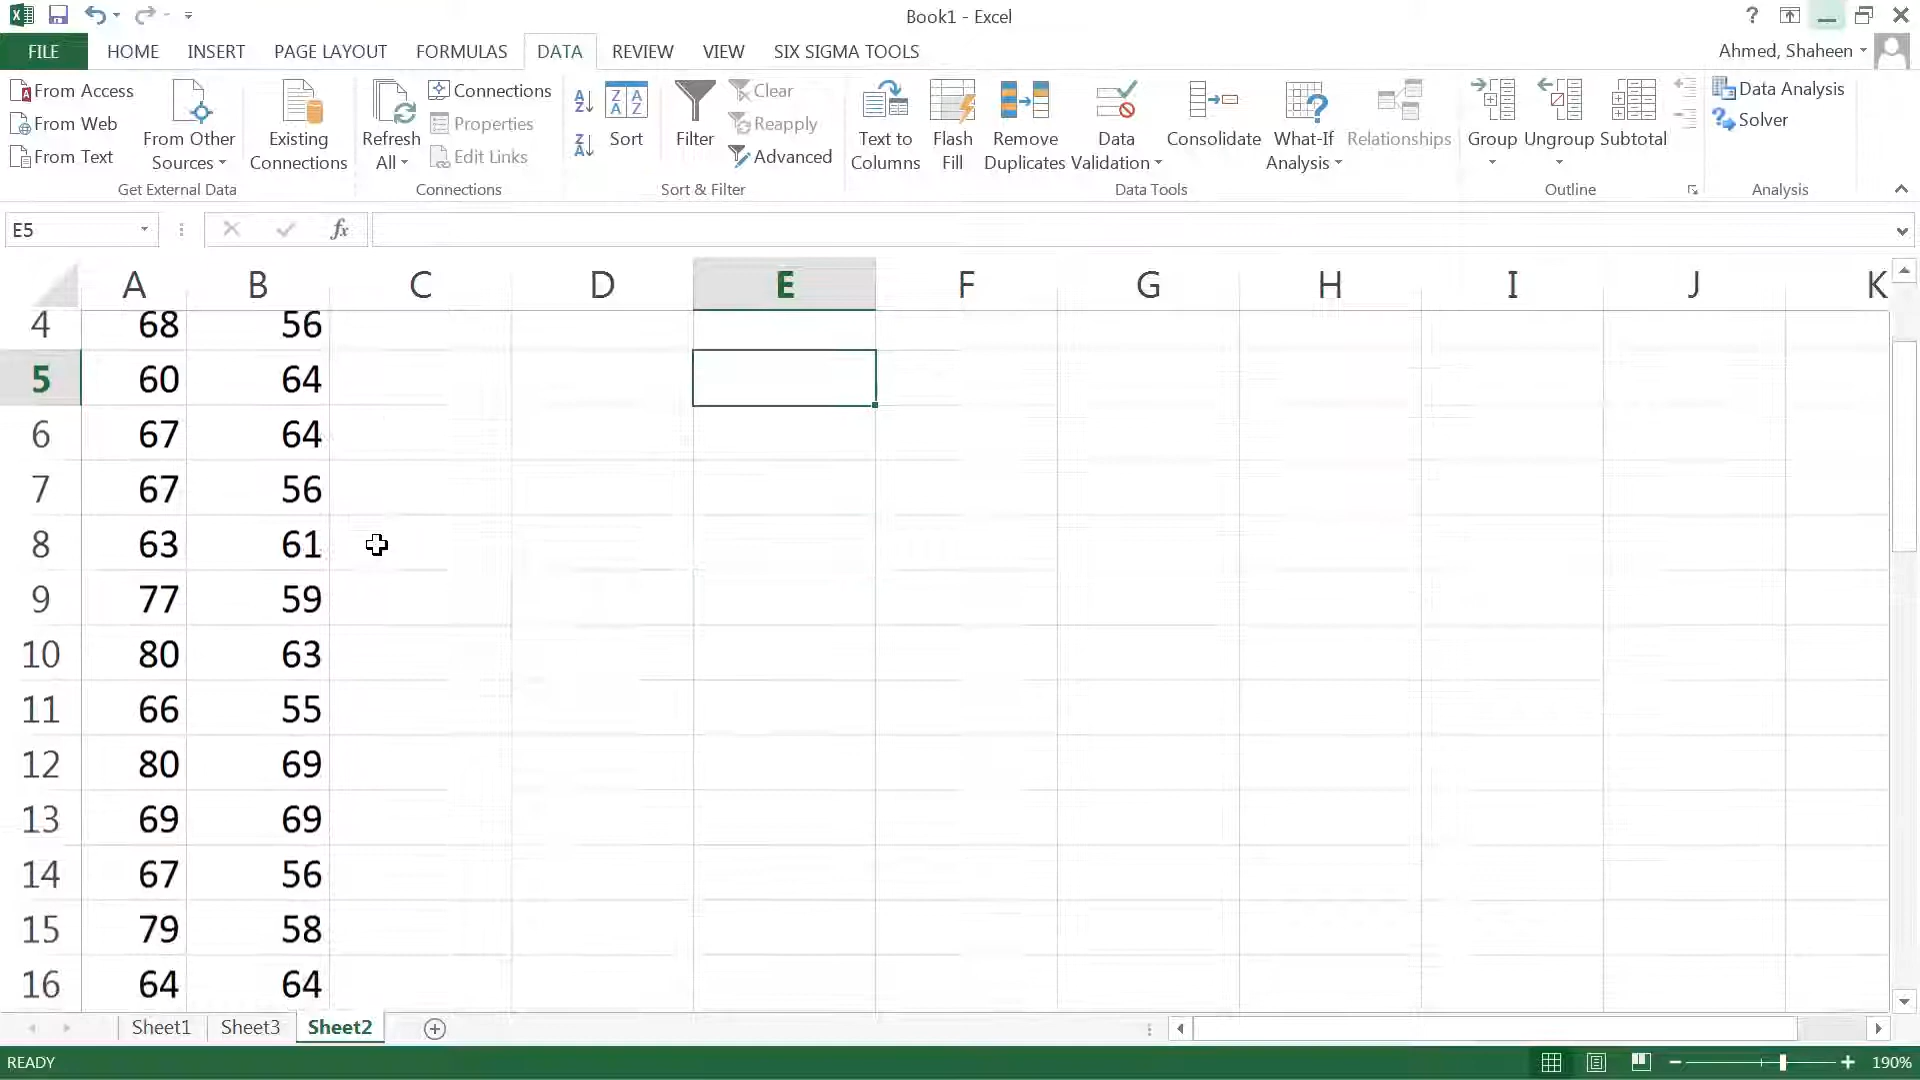 Book1 - Excel
?
FILE HOME INSERT PAGE LAYOUT FORMULAS DATA REVIEW VIEW SIX SIGMA TOOLS Ahmed, Shaheen
From Access
From Web
From Text
From Other Sources
Existing Connections
Get External Data
Refresh All
Connections
Properties
Edit Links
Connections
Sort
Filter
Clear
Reapply
Advanced
Sort & Filter
Text to Columns
Flash Fill
Remove Duplicates
Data Validation
Consolidate
What-If Analysis
Relationships
Data Tools
Group
Ungroup
Subtotal
Outline
Data Analysis
Solver
Analysis
E5 fx
A B C D E F G H I J K
4 68 56
5 60 64
6 67 64
7 67 56
8 63 61
9 77 59
10 80 63
11 66 55
12 80 69
13 69 69
14 67 56
15 79 58
16 64 64
Sheet1 Sheet3 Sheet2
READY 190%